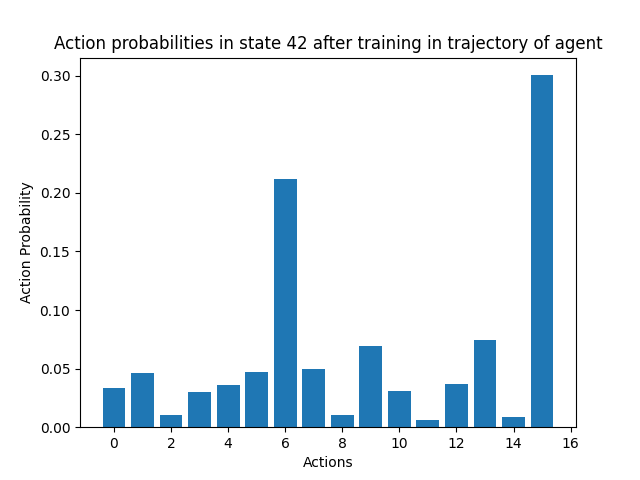 Action probabilities in state 42 after training in trajectory of agent
0.30
0.25
0.20
0.15
0.10
0.05
0.00
Action Probability
0 2 4 6 8 10 12 14 16
Actions